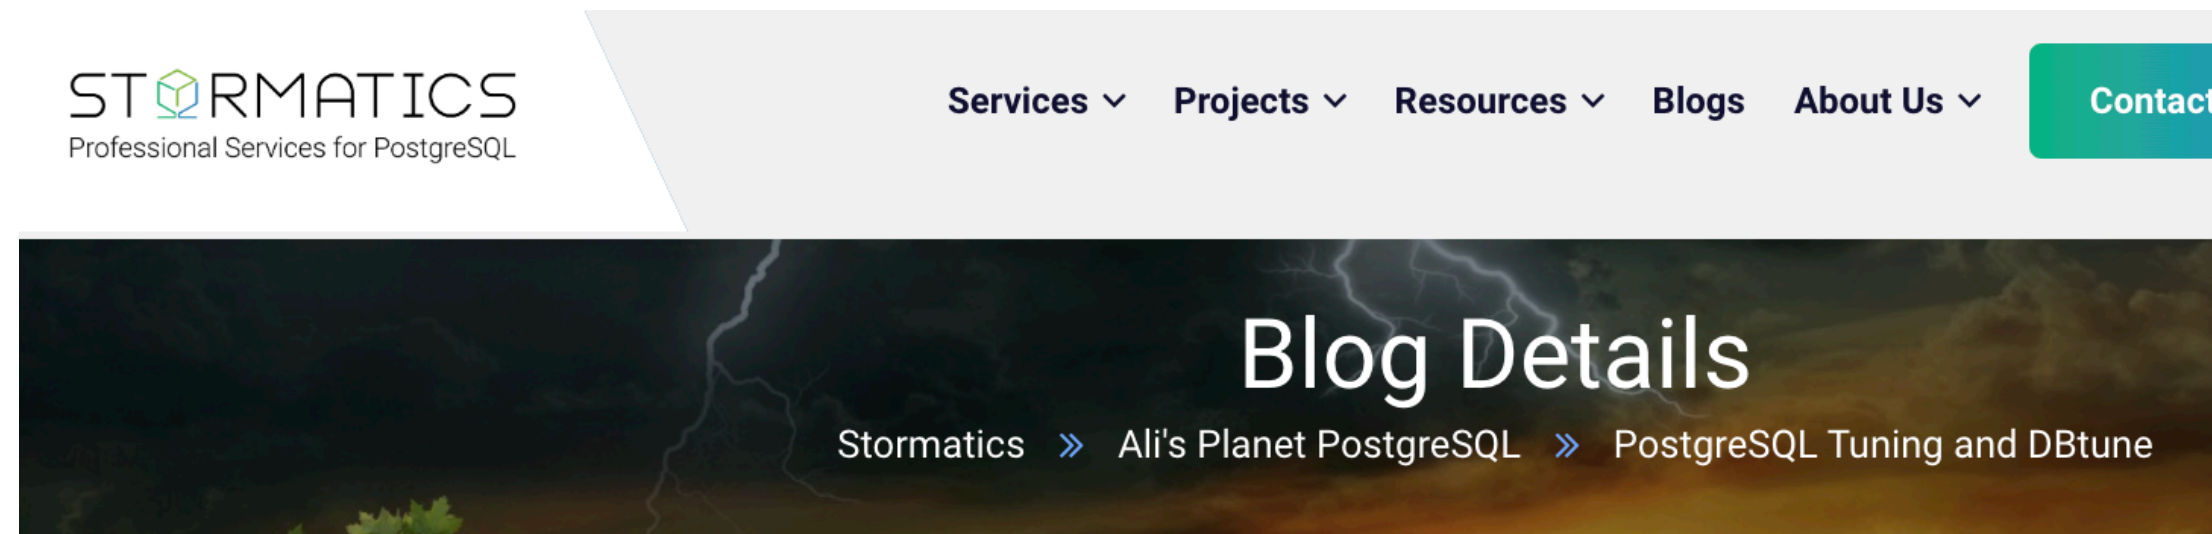 STORMATICS
Professional Services for PostgreSQL
Services Projects Resources Blogs About Us Contact
Blog Details
Stormatics » Ali's Planet PostgreSQL » PostgreSQL Tuning and DBtune